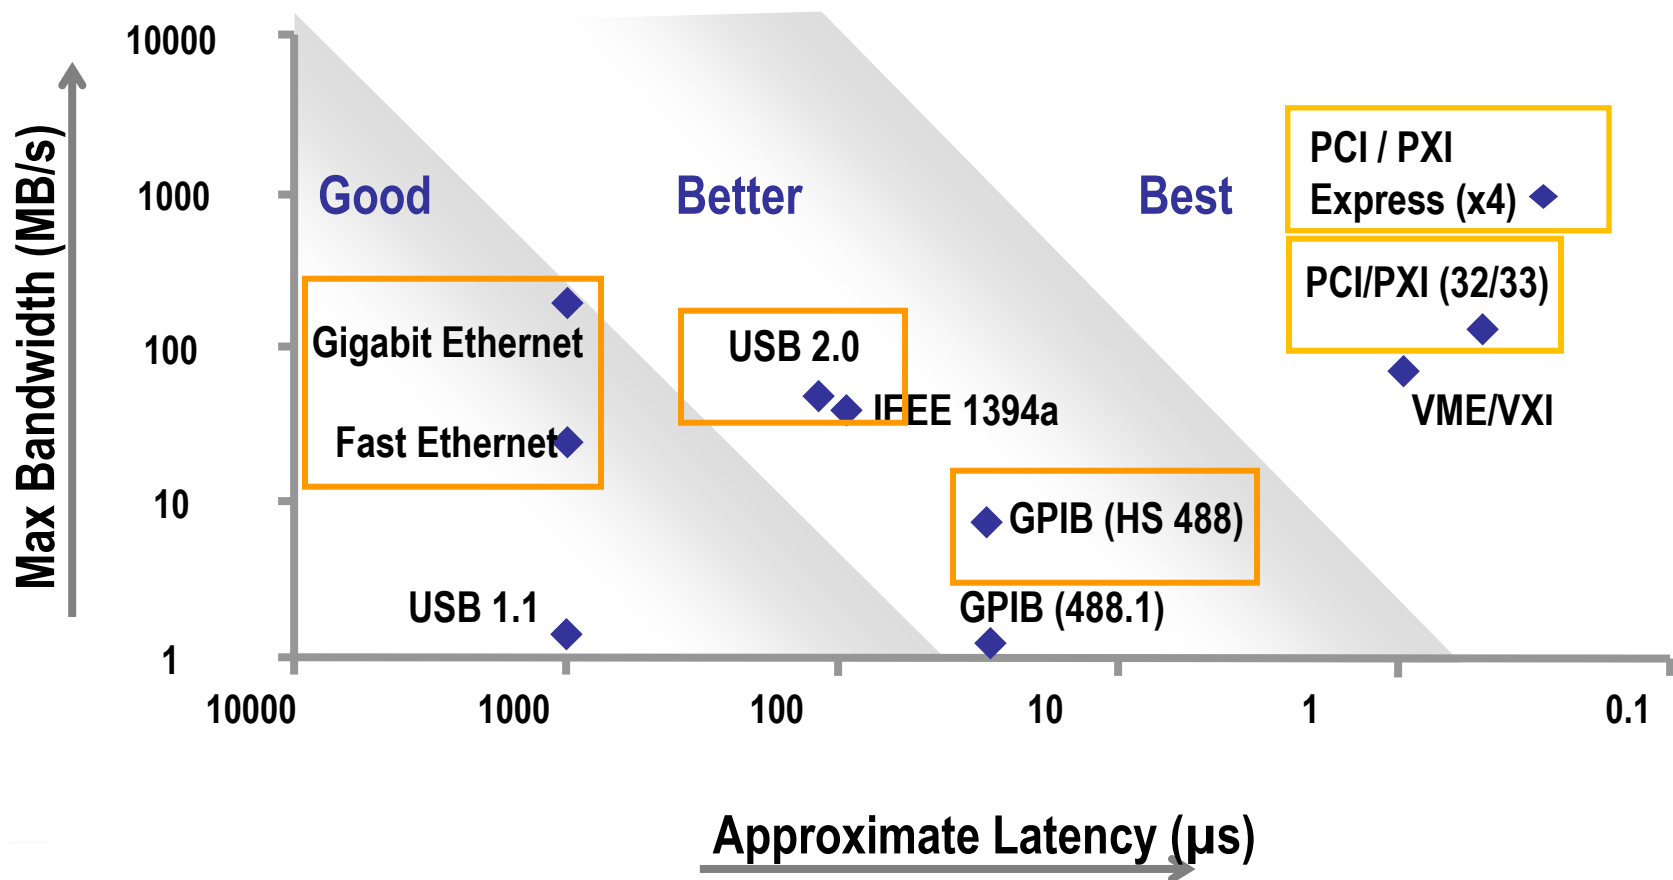 10000
1000
100
10
1
Max Bandwidth (MB/s)
Good
Better
Best
PCI / PXI
Express (x4)
PCI/PXI (32/33)
Gigabit Ethernet
USB 2.0
IEEE 1394a
VME/VXI
Fast Ethernet
GPIB (HS 488)
USB 1.1
GPIB (488.1)
10000
1000
100
10
1
0.1
Approximate Latency (µs)